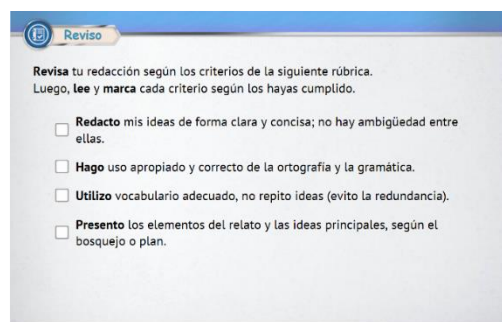 Reviso
Revisa tu redacción según los criterios de la siguiente rúbrica.
Luego, lee y marca cada criterio según los hayas cumplido.
Redacto mis ideas de forma clara y concisa; no hay ambigüedad entre
ellas.
Hago uso apropiado y correcto de la ortografía y la gramática.
Utilizo vocabulario adecuado, no repito ideas (evito la redundancia).
Presento los elementos del relato y las ideas principales, según el
bosquejo o plan.